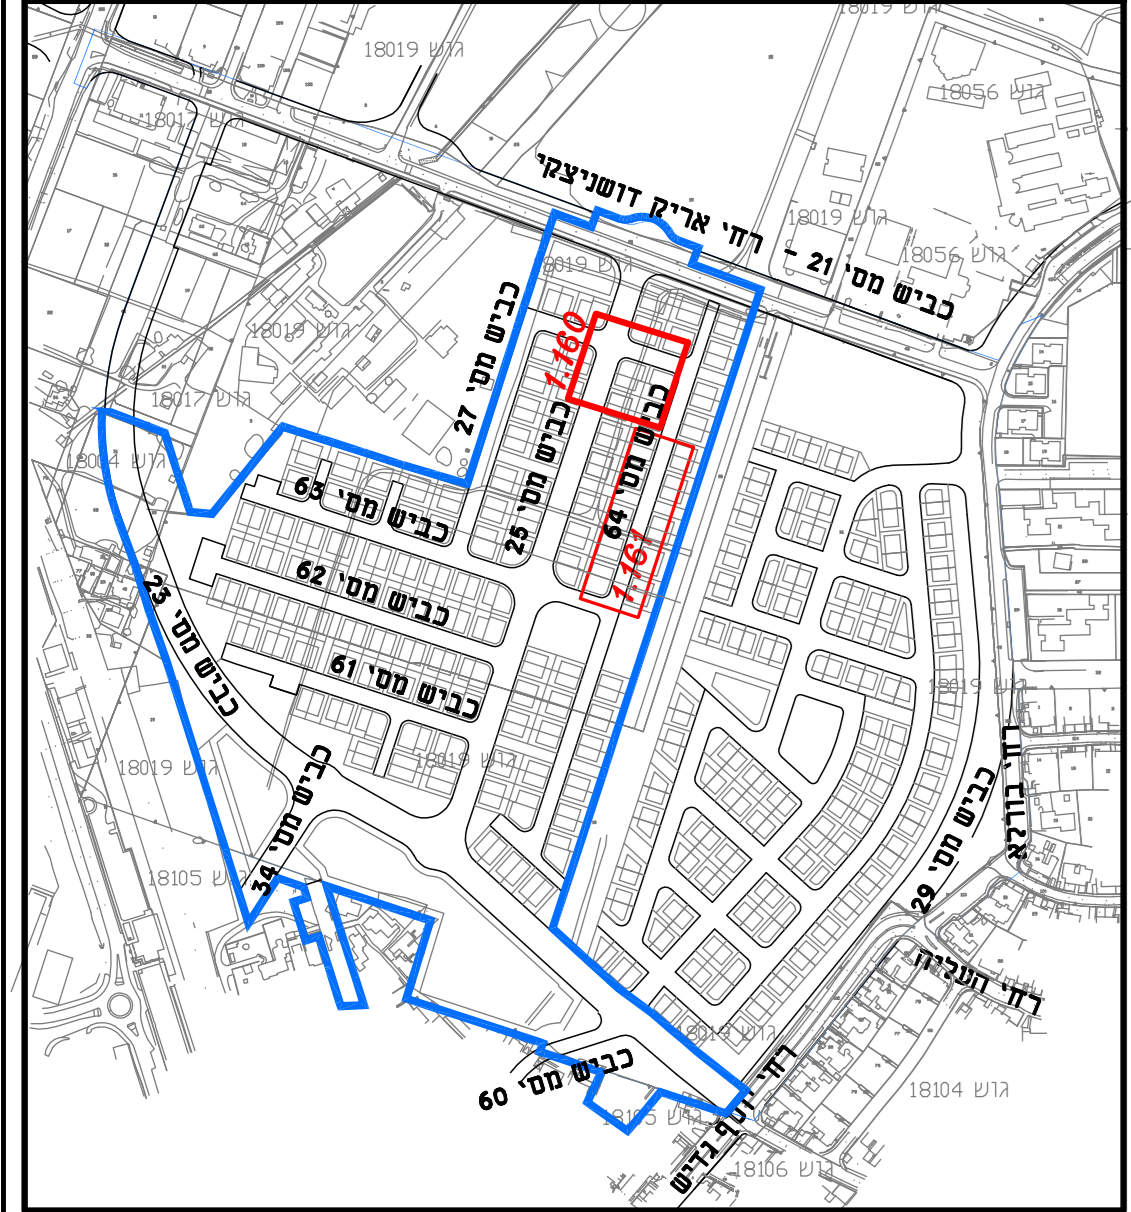 גוש 18019
גוש 18019
גוש 18056
גוש 18017
כביש מס' 21 - רח' אריק דושניצקי
גוש 18019
גוש 18056
גוש 18019
כביש מס' 27
גוש 18019
1.160
גוש 18017
כביש מס' 25
כביש מס' 64
גוש 18004
כביש מס' 63
1.161
כביש מס' 62
כביש מס' 23
כביש מס' 61
גוש 18019
גוש 18019
גוש 18019
כביש מס' 34
רח' בורלא
כביש מס' 29
גוש 18105
רח' העליה
גוש 18019
כביש מס' 60
גוש 18104
גוש 18105
רח' יוסף גדיש
גוש 18106